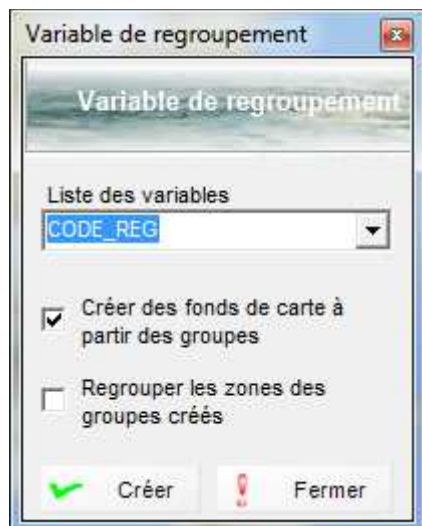 Variable de regroupement
Variable de regroupement
Liste des variables
CODE_REG
Créer des fonds de carte à
partir des groupes
Regrouper les zones des
groupes créés
Créer
Fermer